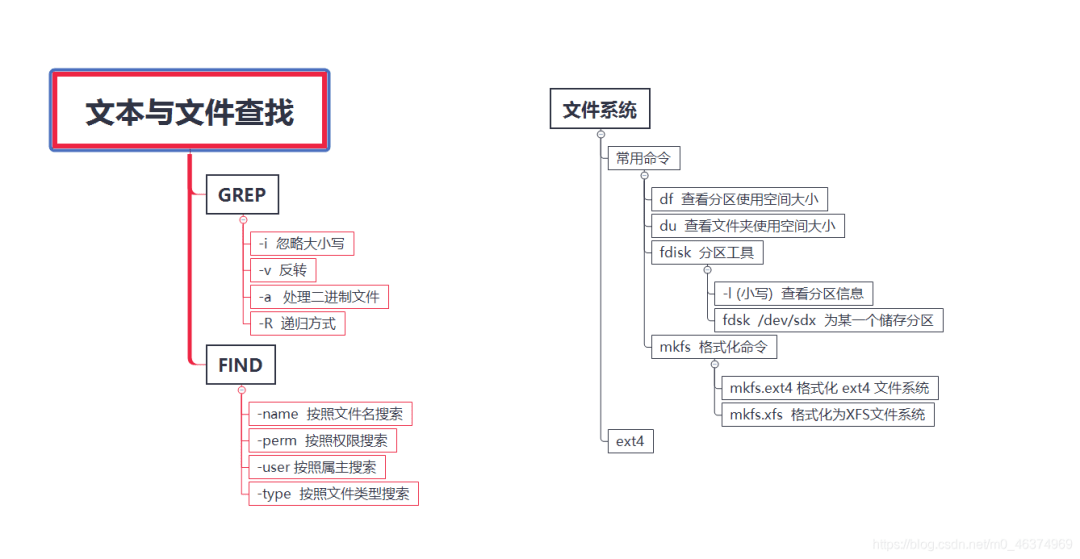 文本与文件查找
GREP
-i 忽略大小写
-v 反转
-a 处理二进制文件
-R 递归方式
FIND
-name 按照文件名搜索
-perm 按照权限搜索
-user 按照属主搜索
-type 按照文件类型搜索
文件系统
常用命令
df 查看分区使用空间大小
du 查看文件夹使用空间大小
fdisk 分区工具
-l (小写) 查看分区信息
fdsk /dev/sdx 为某一个储存分区
mkfs 格式化命令
mkfs.ext4 格式化 ext4 文件系统
mkfs.xfs 格式化为XFS文件系统
ext4
https://blog.csdn.net/m0_46374969